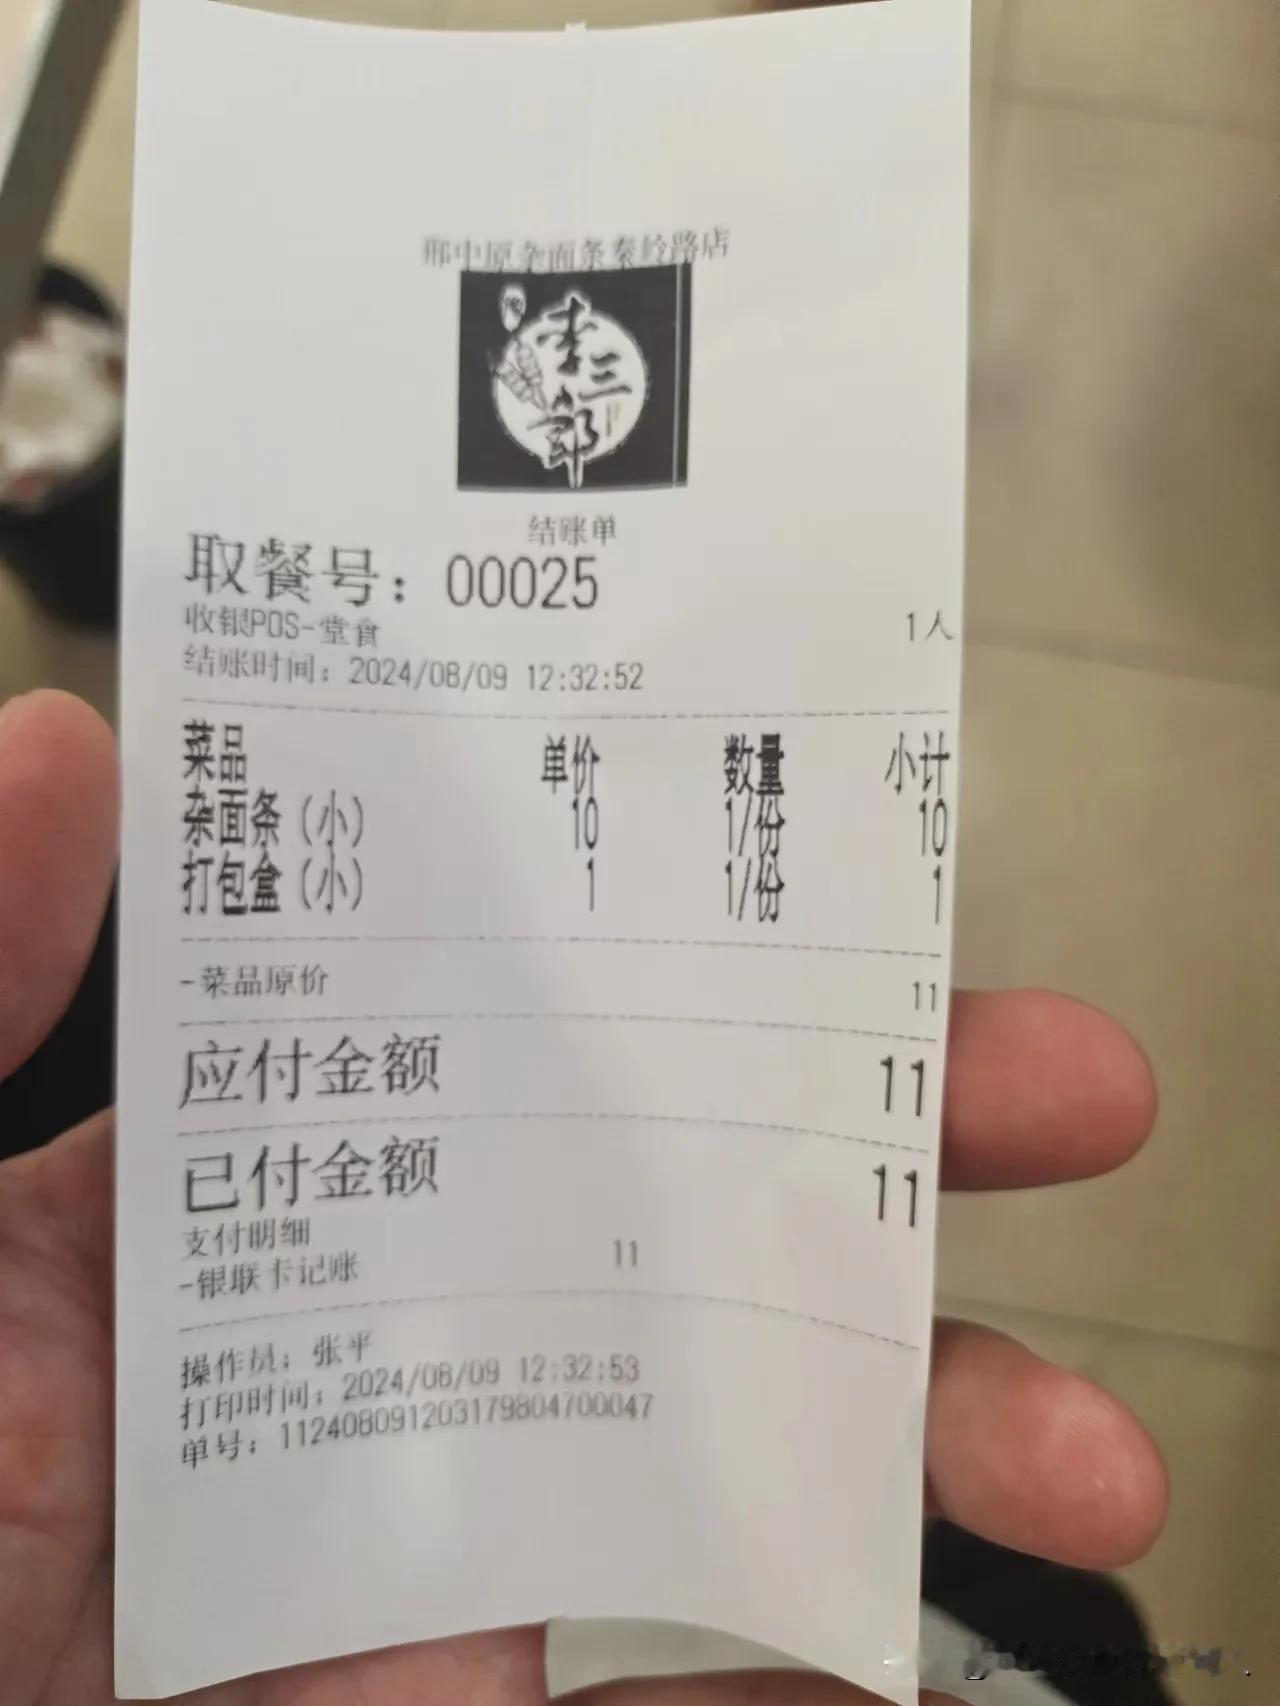 邢中原杂面条秦岭路店
李三郎
结账单
取餐号：00025
收银POS-堂食 1人
结账时间：2024/08/09 12:32:52
菜品 单价 数量 小计
杂面条（小） 10 1/份 10
打包盒（小） 1 1/份 1
-菜品原价 11
应付金额 11
已付金额 11
支付明细
-银联卡记账 11
操作员：张平
打印时间：2024/08/09 12:32:53
单号：112408091203179804700047